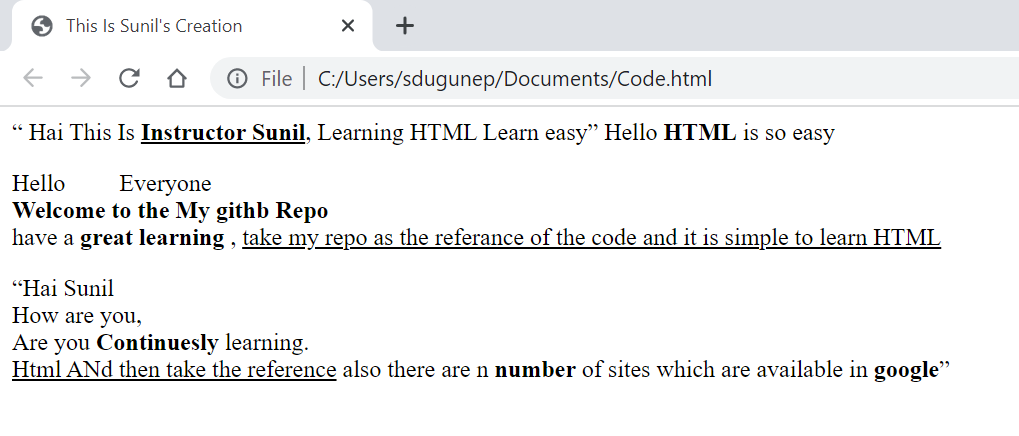 This Is Sunil's Creation
File | C:/Users/sdugunep/Documents/Code.html
“ Hai This Is Instructor Sunil, Learning HTML Learn easy” Hello HTML is so easy
Hello Everyone
Welcome to the My githb Repo
have a great learning , take my repo as the referance of the code and it is simple to learn HTML
“Hai Sunil
How are you,
Are you Continuesly learning.
Html ANd then take the reference also there are n number of sites which are available in google”